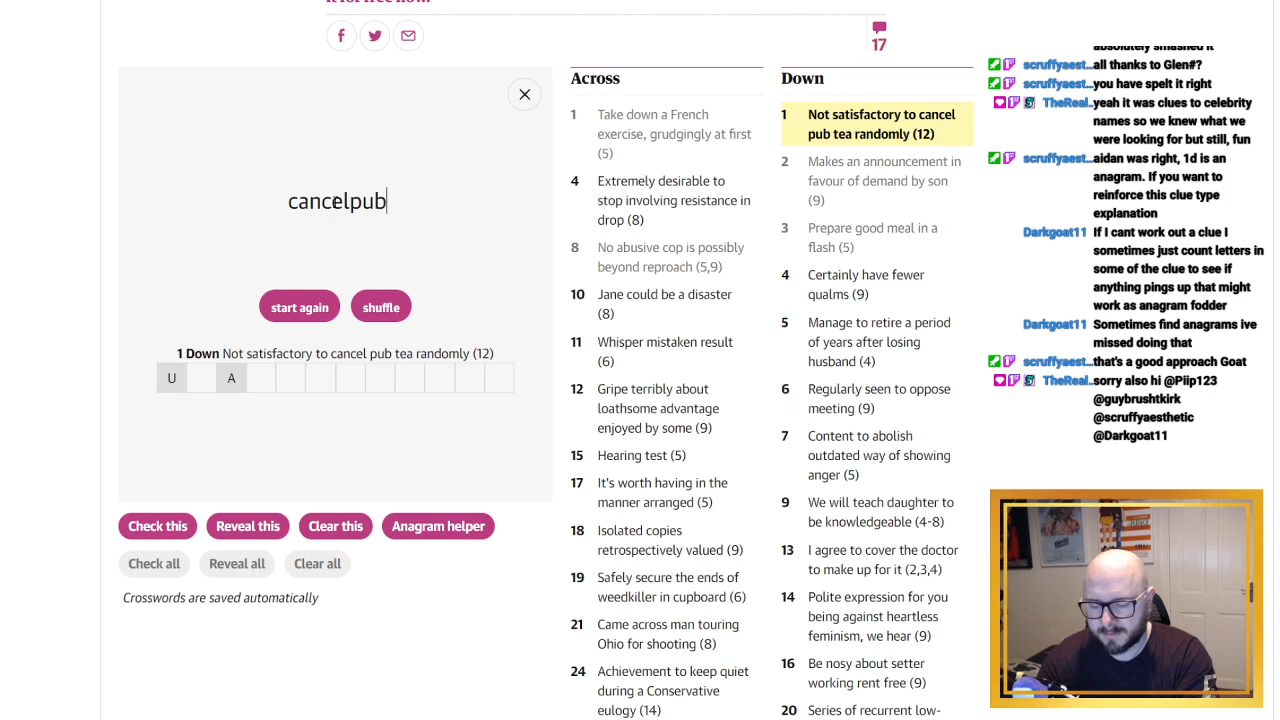 17
cancelpub
start again
shuffle
1 Down Not satisfactory to cancel pub tea randomly (12)
U A
Check this
Reveal this
Clear this
Anagram helper
Check all
Reveal all
Clear all
Crosswords are saved automatically
Across
1 Take down a French
exercise, grudgingly at first
(5)
4 Extremely desirable to
stop involving resistance in
drop (8)
8 No abusive cop is possibly
beyond reproach (5,9)
10 Jane could be a disaster
(8)
11 Whisper mistaken result
(6)
12 Gripe terribly about
loathsome advantage
enjoyed by some (9)
15 Hearing test (5)
17 It's worth having in the
manner arranged (5)
18 Isolated copies
retrospectively valued (9)
19 Safely secure the ends of
weedkiller in cupboard (6)
21 Came across man touring
Ohio for shooting (8)
24 Achievement to keep quiet
during a Conservative
eulogy (14)
Down
1 Not satisfactory to cancel
pub tea randomly (12)
2 Makes an announcement in
favour of demand by son
(9)
3 Prepare good meal in a
flash (5)
4 Certainly have fewer
qualms (9)
5 Manage to retire a period
of years after losing
husband (4)
6 Regularly seen to oppose
meeting (9)
7 Content to abolish
outdated way of showing
anger (5)
9 We will teach daughter to
be knowledgeable (4-8)
13 I agree to cover the doctor
to make up for it (2,3,4)
14 Polite expression for you
being against heartless
feminism, we hear (9)
16 Be nosy about setter
working rent free (9)
20 Series of recurrent low-
absolutely smashed it
scruffyaest... all thanks to Glen#?
scruffyaest... you have spelt it right
TheReal... yeah it was clues to celebrity
names so we knew what we
were looking for but still, fun
scruffyaest... aidan was right, 1d is an
anagram. If you want to
reinforce this clue type
explanation
Darkgoat11 If I cant work out a clue I
sometimes just count letters in
some of the clue to see if
anything pings up that might
work as anagram fodder
Darkgoat11 Sometimes find anagrams ive
missed doing that
scruffyaest... that's a good approach Goat
TheReal... sorry also hi @Piip123
@guybrushtkirk
@scruffyaesthetic
@Darkgoat11